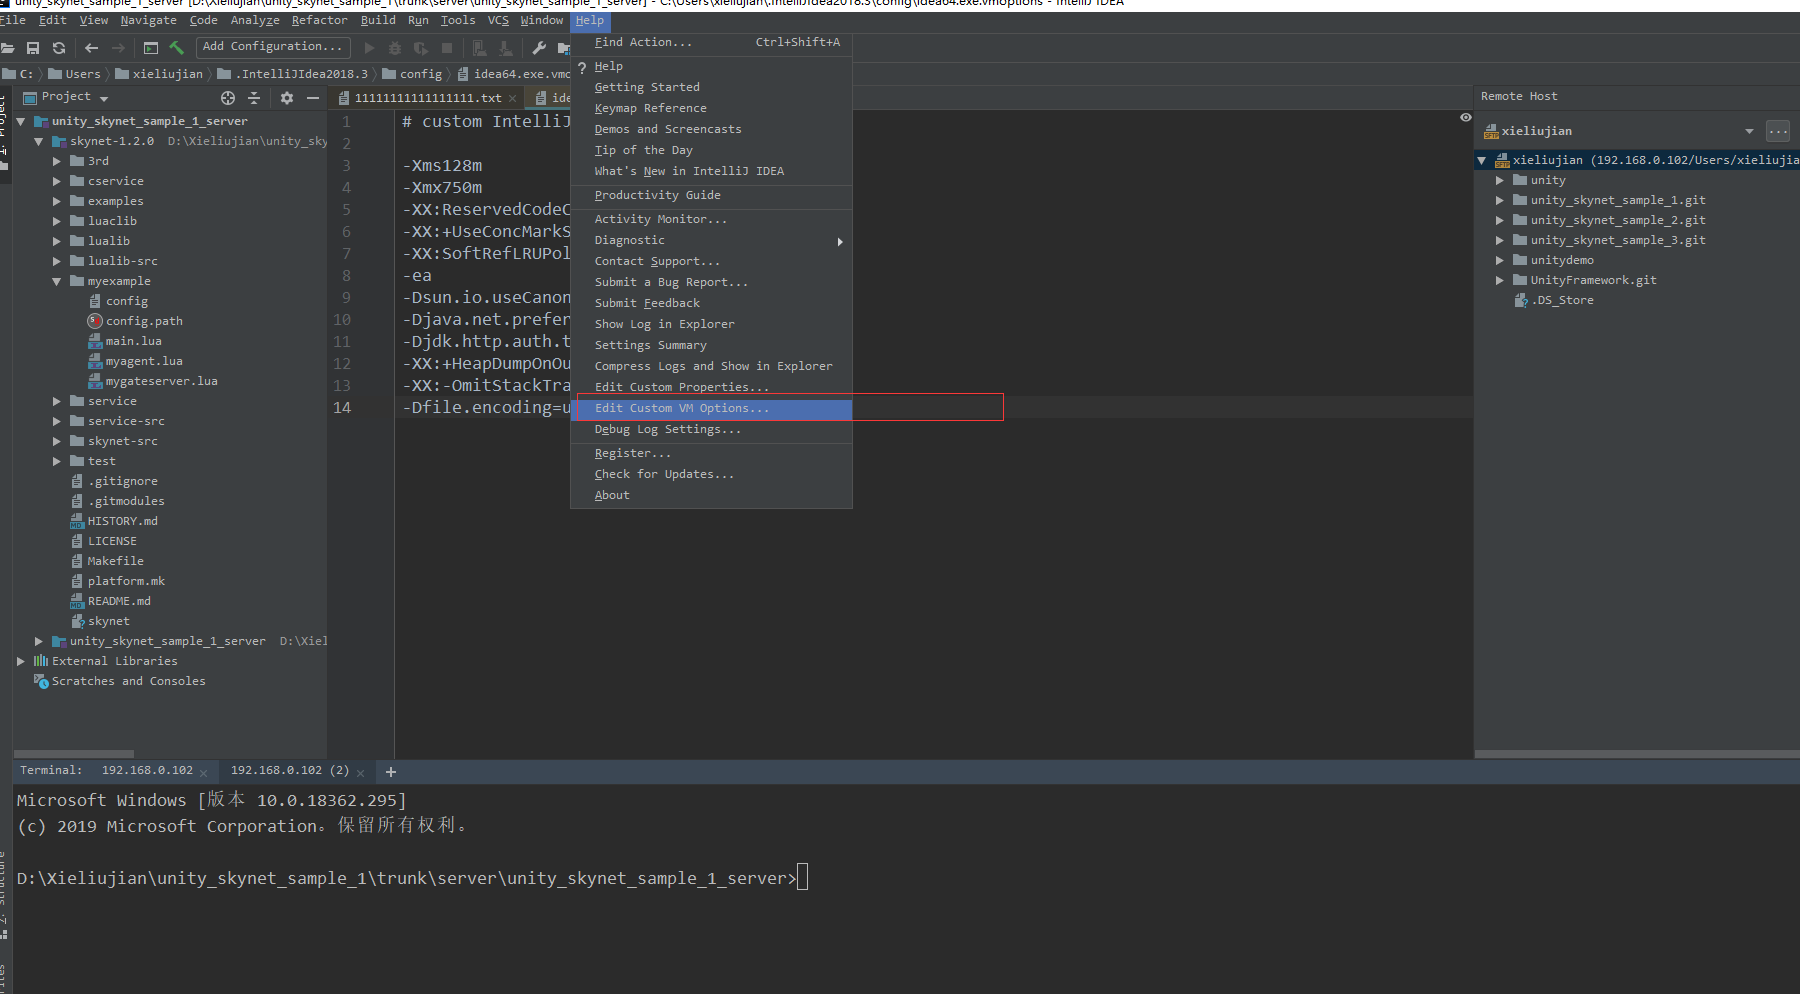 unity_skynet_sample_1_server [D:\Xieliujian\unity_skynet_sample_1\trunk\server\unity_skynet_sample_1_server] - C:\Users\xieliujian\.IntelliJIdea2018.3\config\idea64.exe.vmoptions - IntelliJ IDEA
File Edit View Navigate Code Analyze Refactor Build Run Tools VCS Window Help
Add Configuration...
C: Users xieliujian .IntelliJIdea2018.3 config idea64.exe.vmo
Project
11111111111111111.txt ide
unity_skynet_sample_1_server
skynet-1.2.0 D:\Xieliujian\unity_sky
3rd
cservice
examples
luaclib
lualib
lualib-src
myexample
config
config.path
main.lua
myagent.lua
mygateserver.lua
service
service-src
skynet-src
test
.gitignore
.gitmodules
HISTORY.md
LICENSE
Makefile
platform.mk
README.md
skynet
unity_skynet_sample_1_server D:\Xiel
External Libraries
Scratches and Consoles
1 # custom IntelliJ
2
3 -Xms128m
4 -Xmx750m
5 -XX:ReservedCodeC
6 -XX:+UseConcMarkS
7 -XX:SoftRefLRUPol
8 -ea
9 -Dsun.io.useCanon
10 -Djava.net.prefer
11 -Djdk.http.auth.t
12 -XX:+HeapDumpOnOu
13 -XX:-OmitStackTra
14 -Dfile.encoding=u
Find Action... Ctrl+Shift+A
? Help
Getting Started
Keymap Reference
Demos and Screencasts
Tip of the Day
What's New in IntelliJ IDEA
Productivity Guide
Activity Monitor...
Diagnostic
Contact Support...
Submit a Bug Report...
Submit Feedback
Show Log in Explorer
Settings Summary
Compress Logs and Show in Explorer
Edit Custom Properties...
Edit Custom VM Options...
Debug Log Settings...
Register...
Check for Updates...
About
Remote Host
xieliujian ...
xieliujian (192.168.0.102/Users/xieliujia
unity
unity_skynet_sample_1.git
unity_skynet_sample_2.git
unity_skynet_sample_3.git
unitydemo
UnityFramework.git
.DS_Store
Terminal: 192.168.0.102 192.168.0.102 (2) +
Microsoft Windows [版本 10.0.18362.295]
(c) 2019 Microsoft Corporation。保留所有权利。
D:\Xieliujian\unity_skynet_sample_1\trunk\server\unity_skynet_sample_1_server>